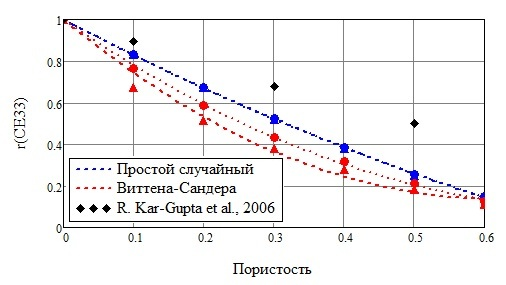 1
0.8
0.6
0.4
0.2
0
r(CE33)
Простой случайный
Виттена-Сандера
R. Kar-Gupta et al., 2006
0 0.1 0.2 0.3 0.4 0.5 0.6
Пористость